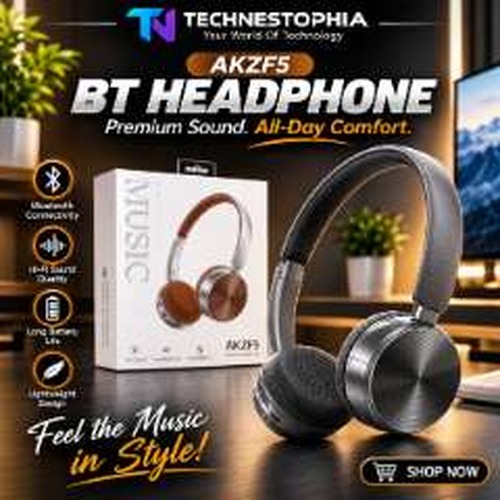 TN TECHNESTOPHIA
Your World Of Technology
AKZF5
BT HEADPHONE
Premium Sound. All-Day Comfort.
Bluetooth
Connectivity
Hi-Fi Sound
Quality
Long Battery
Life
Lightweight
Design
MUSIC
AKZF5
Feel the Music
in Style!
SHOP NOW